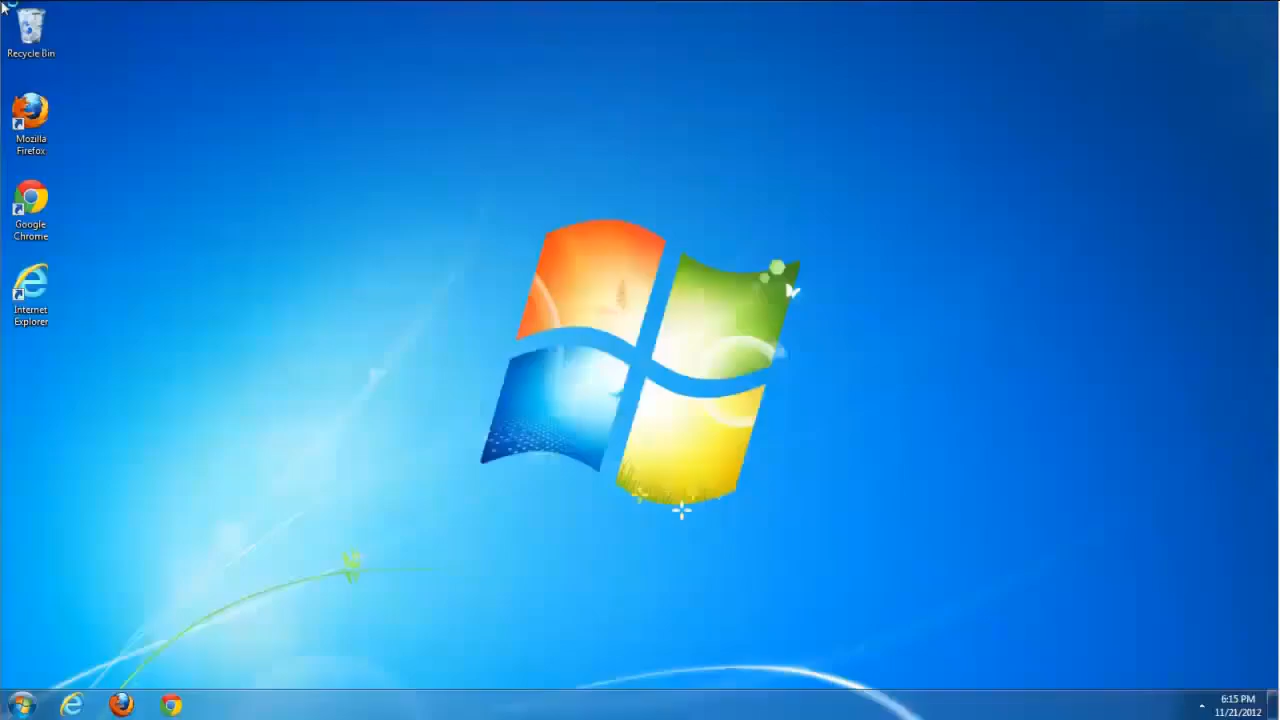 Recycle Bin
Mozilla
Firefox
Google
Chrome
Internet
Explorer
6:15 PM
11/21/2012